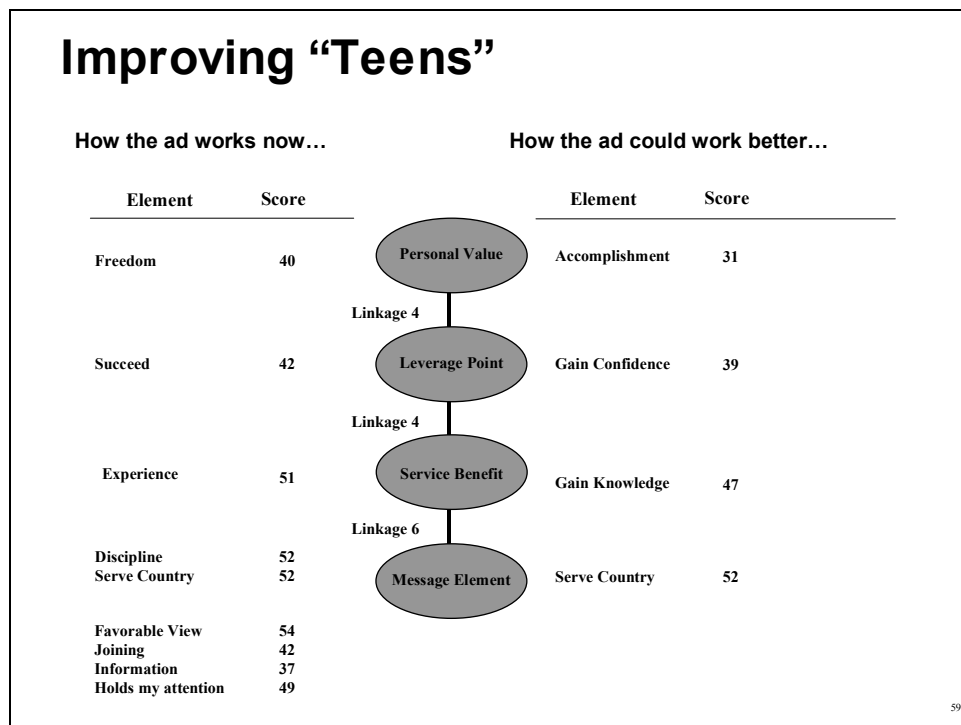 Improving “Teens”
How the ad works now…
How the ad could work better…
Element Score
Element Score
Freedom 40
Personal Value
Accomplishment 31
Linkage 4
Succeed 42
Leverage Point
Gain Confidence 39
Linkage 4
Experience 51
Service Benefit
Gain Knowledge 47
Linkage 6
Discipline 52
Serve Country 52
Message Element
Serve Country 52
Favorable View 54
Joining 42
Information 37
Holds my attention 49
59